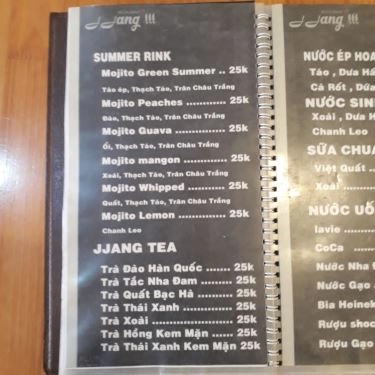 Jjang !!!
SUMMER RINK
Mojito Green Summer .. 25k
Táo ép, Thạch Táo, Trân Châu Trắng
Mojito Peaches ............ 25k
Đào, Thạch Táo, Trân Châu Trắng
Mojito Guava ............... 25k
Ổi, Thạch Táo, Trân Châu Trắng
Mojito mangon ............ 25k
Xoài, Thạch Táo, Trân Châu Trắng
Mojito Whipped .......... 25k
Quất, Thạch Táo, Trân Châu Trắng
Mojito Lemon .............. 25k
Chanh Leo
JJANG TEA
Trà Đào Hàn Quốc ....... 25k
Trà Tắc Nha Đam ........ 25k
Trà Quất Bạc Hà ......... 25k
Trà Thái Xanh ............. 25k
Trà Xoài ..................... 25k
Trà Hồng Kem Mặn ..... 25k
Trà Thái Xanh Kem Mặn 25k
Jjang !!!
NƯỚC ÉP HOA
Táo , Dưa
Cà Rốt , Dứa
NƯỚC SINH
Xoài , Dưa
Chanh Leo
SỮA CHUA
Việt Quất ..
Xoài
NƯỚC UỐ
lavie
CoCa
Nước Nha Đ
Nước Gạo
Bia Heinek
Rượu shoc
Rượu Gạo